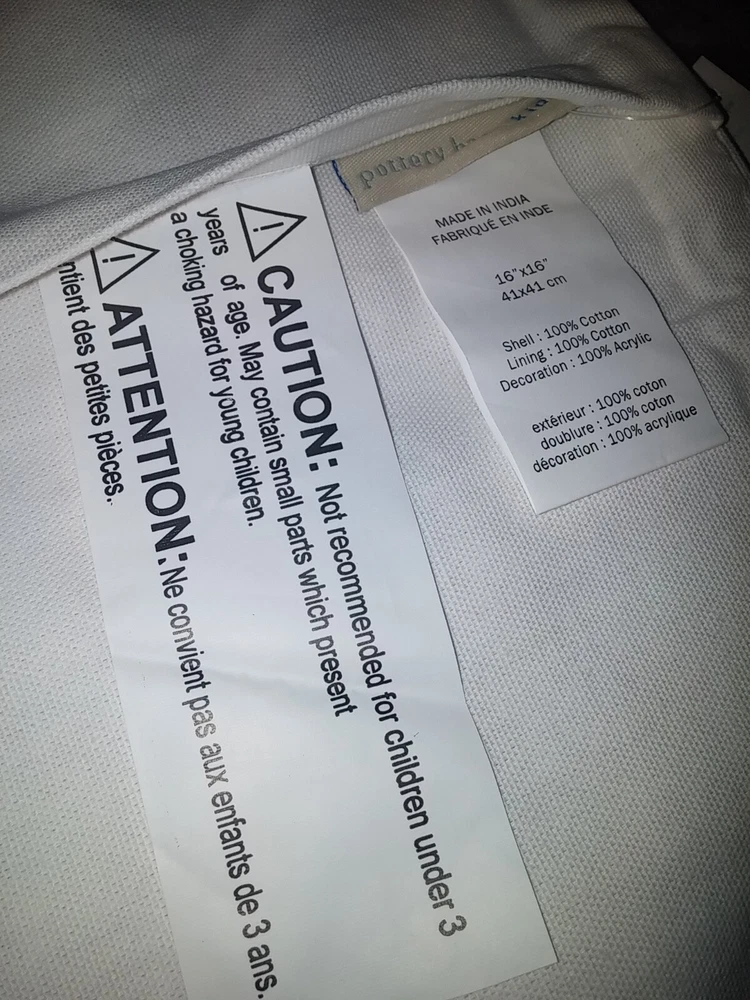 pottery
kids
MADE IN INDIA
FABRIQUÉ EN INDE
16"x16"
41x41 cm
Shell : 100% Cotton
Lining : 100% Cotton
Decoration : 100% Acrylic
extérieur : 100% coton
doublure : 100% coton
décoration : 100% acrylique
CAUTION: Not recommended for children under 3
years of age. May contain small parts which present
a choking hazard for young children.
ATTENTION: Ne convient pas aux enfants de 3 ans.
ntient des petites pièces.